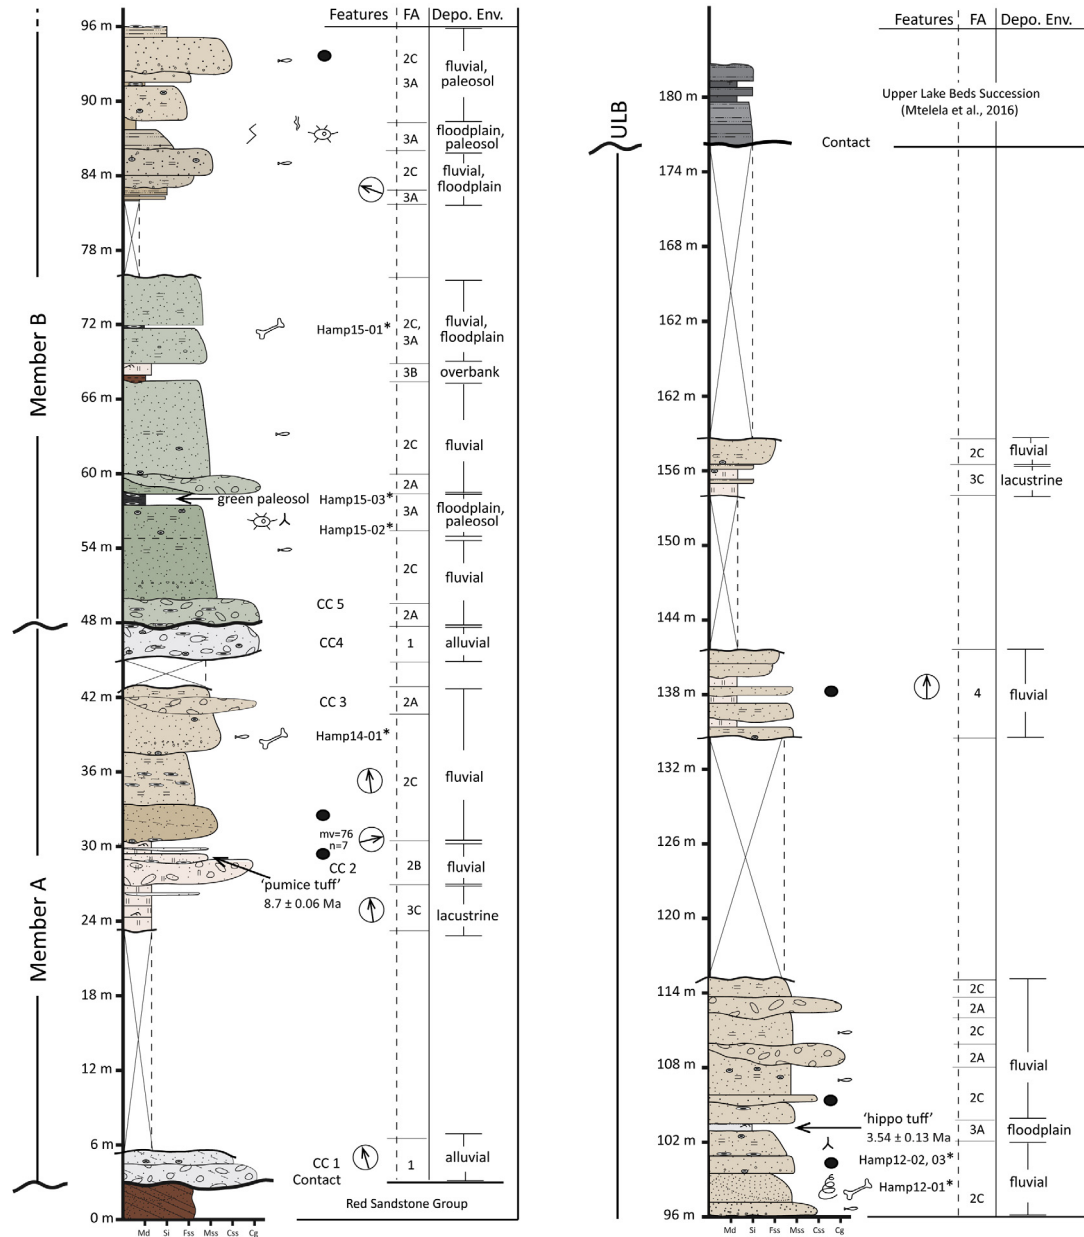 Features FA Depo. Env.
96 m
2C
3A
fluvial,
paleosol
90 m
3A
floodplain,
paleosol
84 m
2C
3A
fluvial,
floodplain
78 m
Member B
72 m
Hamp15-01*
2C,
3A
fluvial,
floodplain
3B
overbank
66 m
2C
fluvial
60 m
2A
green paleosol
Hamp15-03*
3A
floodplain,
paleosol
Hamp15-02*
54 m
2C
fluvial
CC 5
2A
48 m
CC4
1
alluvial
42 m
CC 3
2A
Hamp14-01*
36 m
2C
fluvial
30 m
mv=76
n=7
CC 2
2B
fluvial
'pumice tuff'
8.7 ± 0.06 Ma
Member A
24 m
3C
lacustrine
18 m
12 m
6 m
CC 1
1
alluvial
Contact
Red Sandstone Group
0 m
Md Si Fss Mss Css Cg
Features FA Depo. Env.
ULB
180 m
Upper Lake Beds Succession
(Mtelela et al., 2016)
Contact
174 m
168 m
162 m
162 m
2C
fluvial
156 m
3C
lacustrine
150 m
144 m
138 m
4
fluvial
132 m
126 m
120 m
114 m
2C
2A
2C
108 m
2A
fluvial
2C
'hippo tuff'
3.54 ± 0.13 Ma
3A
floodplain
102 m
Hamp12-02, 03*
Hamp12-01*
2C
fluvial
96 m
Md Si Fss Mss Css Cg